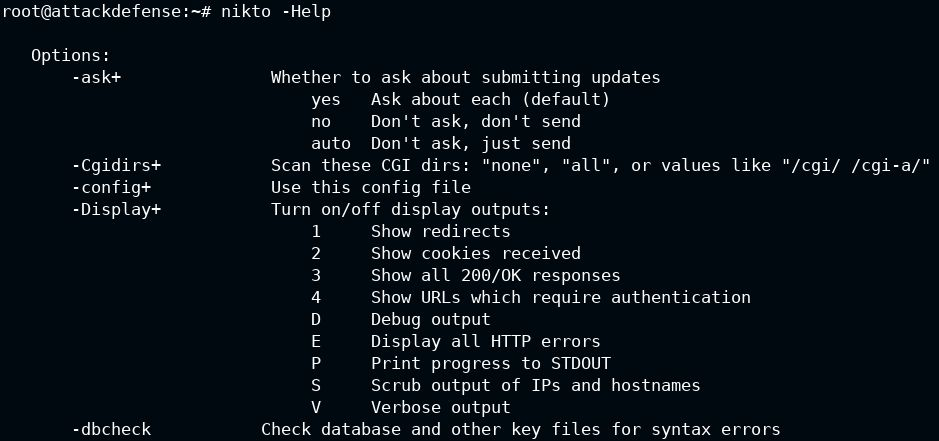 root@attackdefense:~# nikto -Help
Options:
-ask+ Whether to ask about submitting updates
yes Ask about each (default)
no Don't ask, don't send
auto Don't ask, just send
-Cgidirs+ Scan these CGI dirs: "none", "all", or values like "/cgi/ /cgi-a/"
-config+ Use this config file
-Display+ Turn on/off display outputs:
1 Show redirects
2 Show cookies received
3 Show all 200/OK responses
4 Show URLs which require authentication
D Debug output
E Display all HTTP errors
P Print progress to STDOUT
S Scrub output of IPs and hostnames
V Verbose output
-dbcheck Check database and other key files for syntax errors